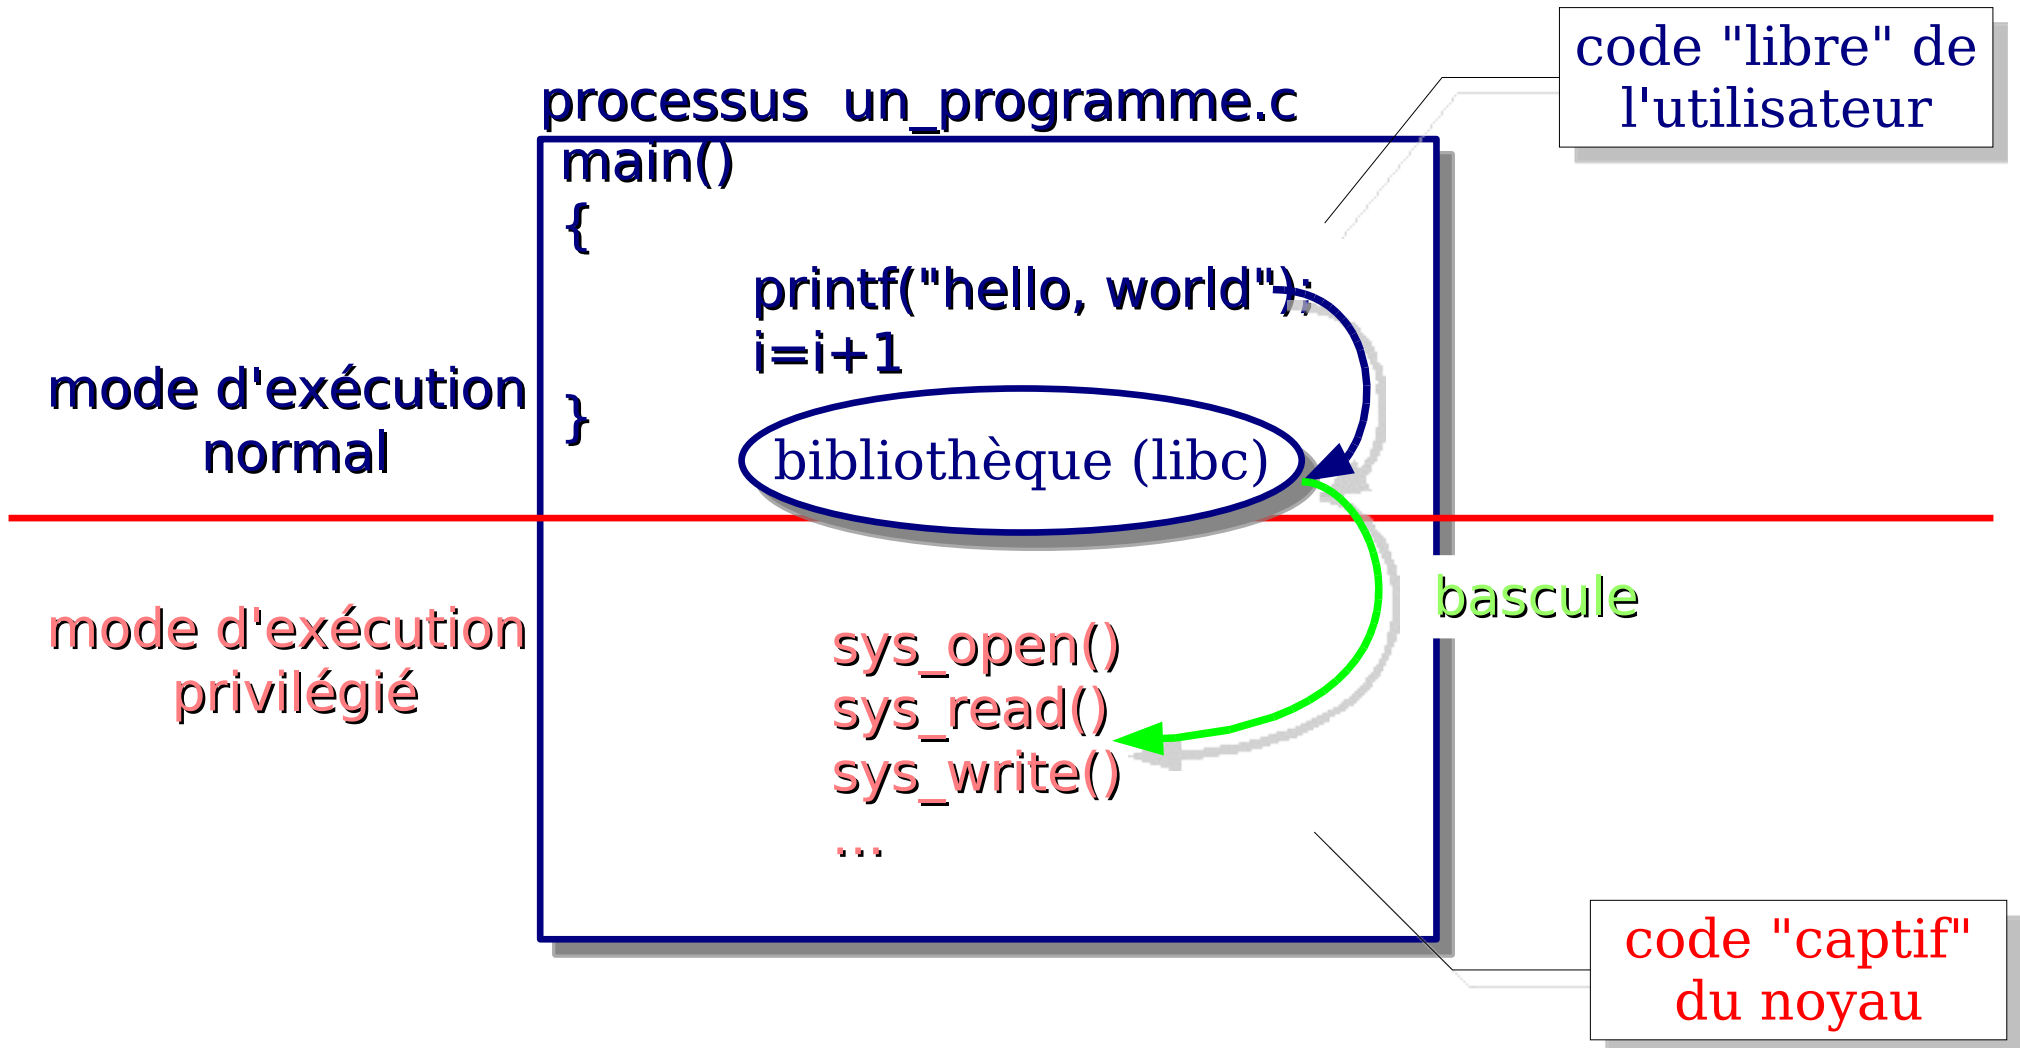 code "libre" de
l'utilisateur
processus  un_programme.c
main()
{
printf("hello, world");
i=i+1
}
mode d'exécution
normal
bibliothèque (libc)
bascule
mode d'exécution
privilégié
sys_open()
sys_read()
sys_write()
...
code "captif"
du noyau